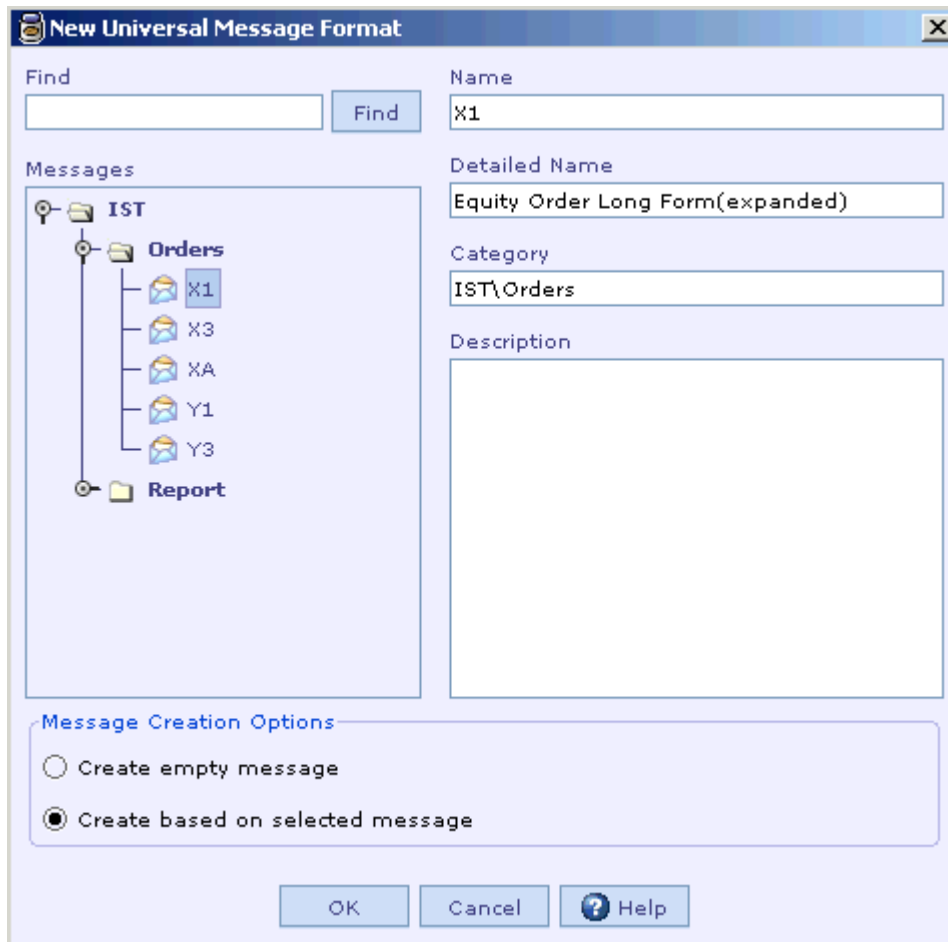 New Universal Message Format
Find
Find
Messages
IST
Orders
X1
X3
XA
Y1
Y3
Report
Name
X1
Detailed Name
Equity Order Long Form(expanded)
Category
IST\Orders
Description
Message Creation Options
Create empty message
Create based on selected message
OK
Cancel
Help